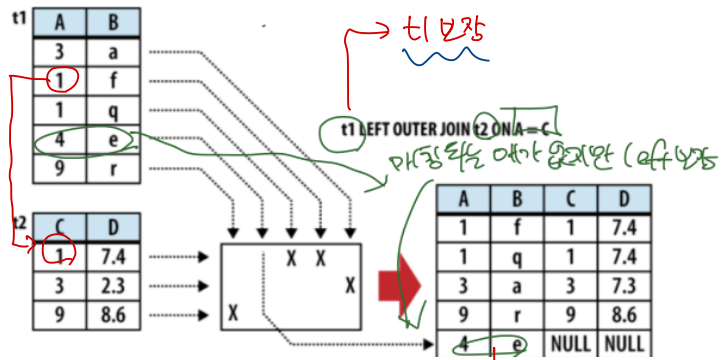 t1
A B
3 a
1 f
1 q
4 e
9 r
t1 보장
t1 LEFT OUTER JOIN t2 ON A = C
매칭되는 애가 없지만 left 보장
t2
C D
1 7.4
3 2.3
9 8.6
X X
X
X
A B C D
1 f 1 7.4
1 q 1 7.4
3 a 3 7.3
9 r 9 8.6
4 e NULL NULL